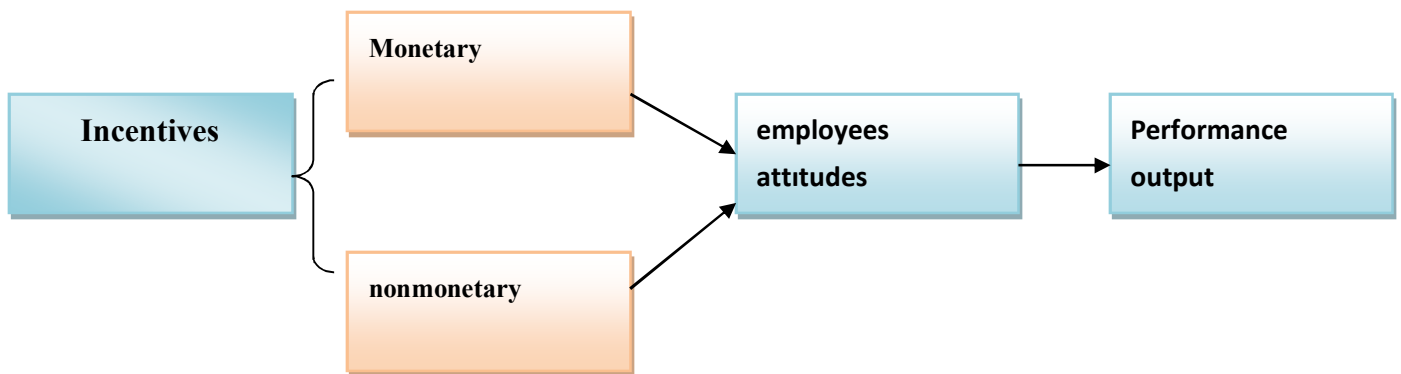 Incentives
Monetary
nonmonetary
employees
attıtudes
Performance
output